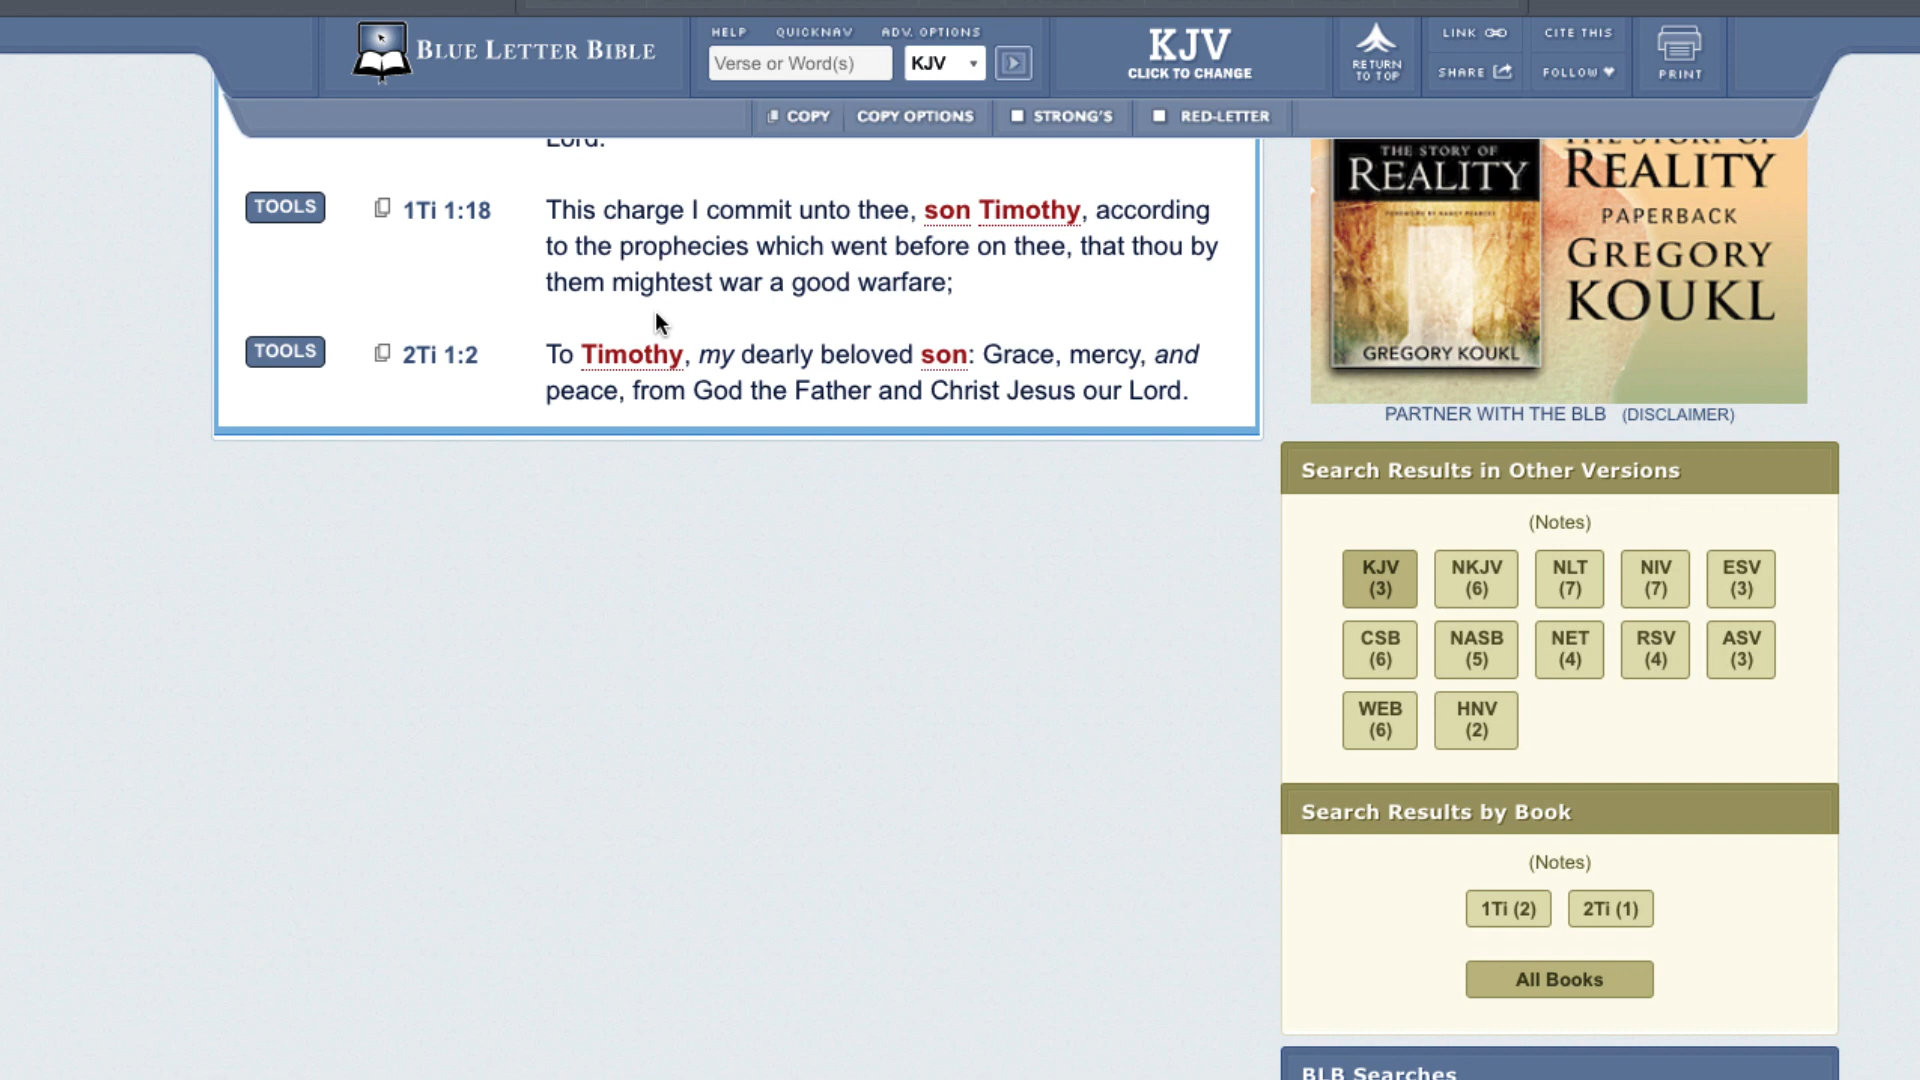 BLUE LETTER BIBLE
HELP QUICKNAV ADV. OPTIONS
Verse or Word(s) KJV
KJV
CLICK TO CHANGE
RETURN
TO TOP
LINK
CITE THIS
SHARE
FOLLOW
PRINT
COPY COPY OPTIONS STRONG'S RED-LETTER
Lord.
TOOLS 1Ti 1:18 This charge I commit unto thee, son Timothy, according
to the prophecies which went before on thee, that thou by
them mightest war a good warfare;
TOOLS 2Ti 1:2 To Timothy, my dearly beloved son: Grace, mercy, and
peace, from God the Father and Christ Jesus our Lord.
THE STORY OF
REALITY
GREGORY KOUKL
THE STORY OF
REALITY
PAPERBACK
GREGORY
KOUKL
PARTNER WITH THE BLB (DISCLAIMER)
Search Results in Other Versions
(Notes)
KJV
(3)
NKJV
(6)
NLT
(7)
NIV
(7)
ESV
(3)
CSB
(6)
NASB
(5)
NET
(4)
RSV
(4)
ASV
(3)
WEB
(6)
HNV
(2)
Search Results by Book
(Notes)
1Ti (2) 2Ti (1)
All Books
BLB Searches